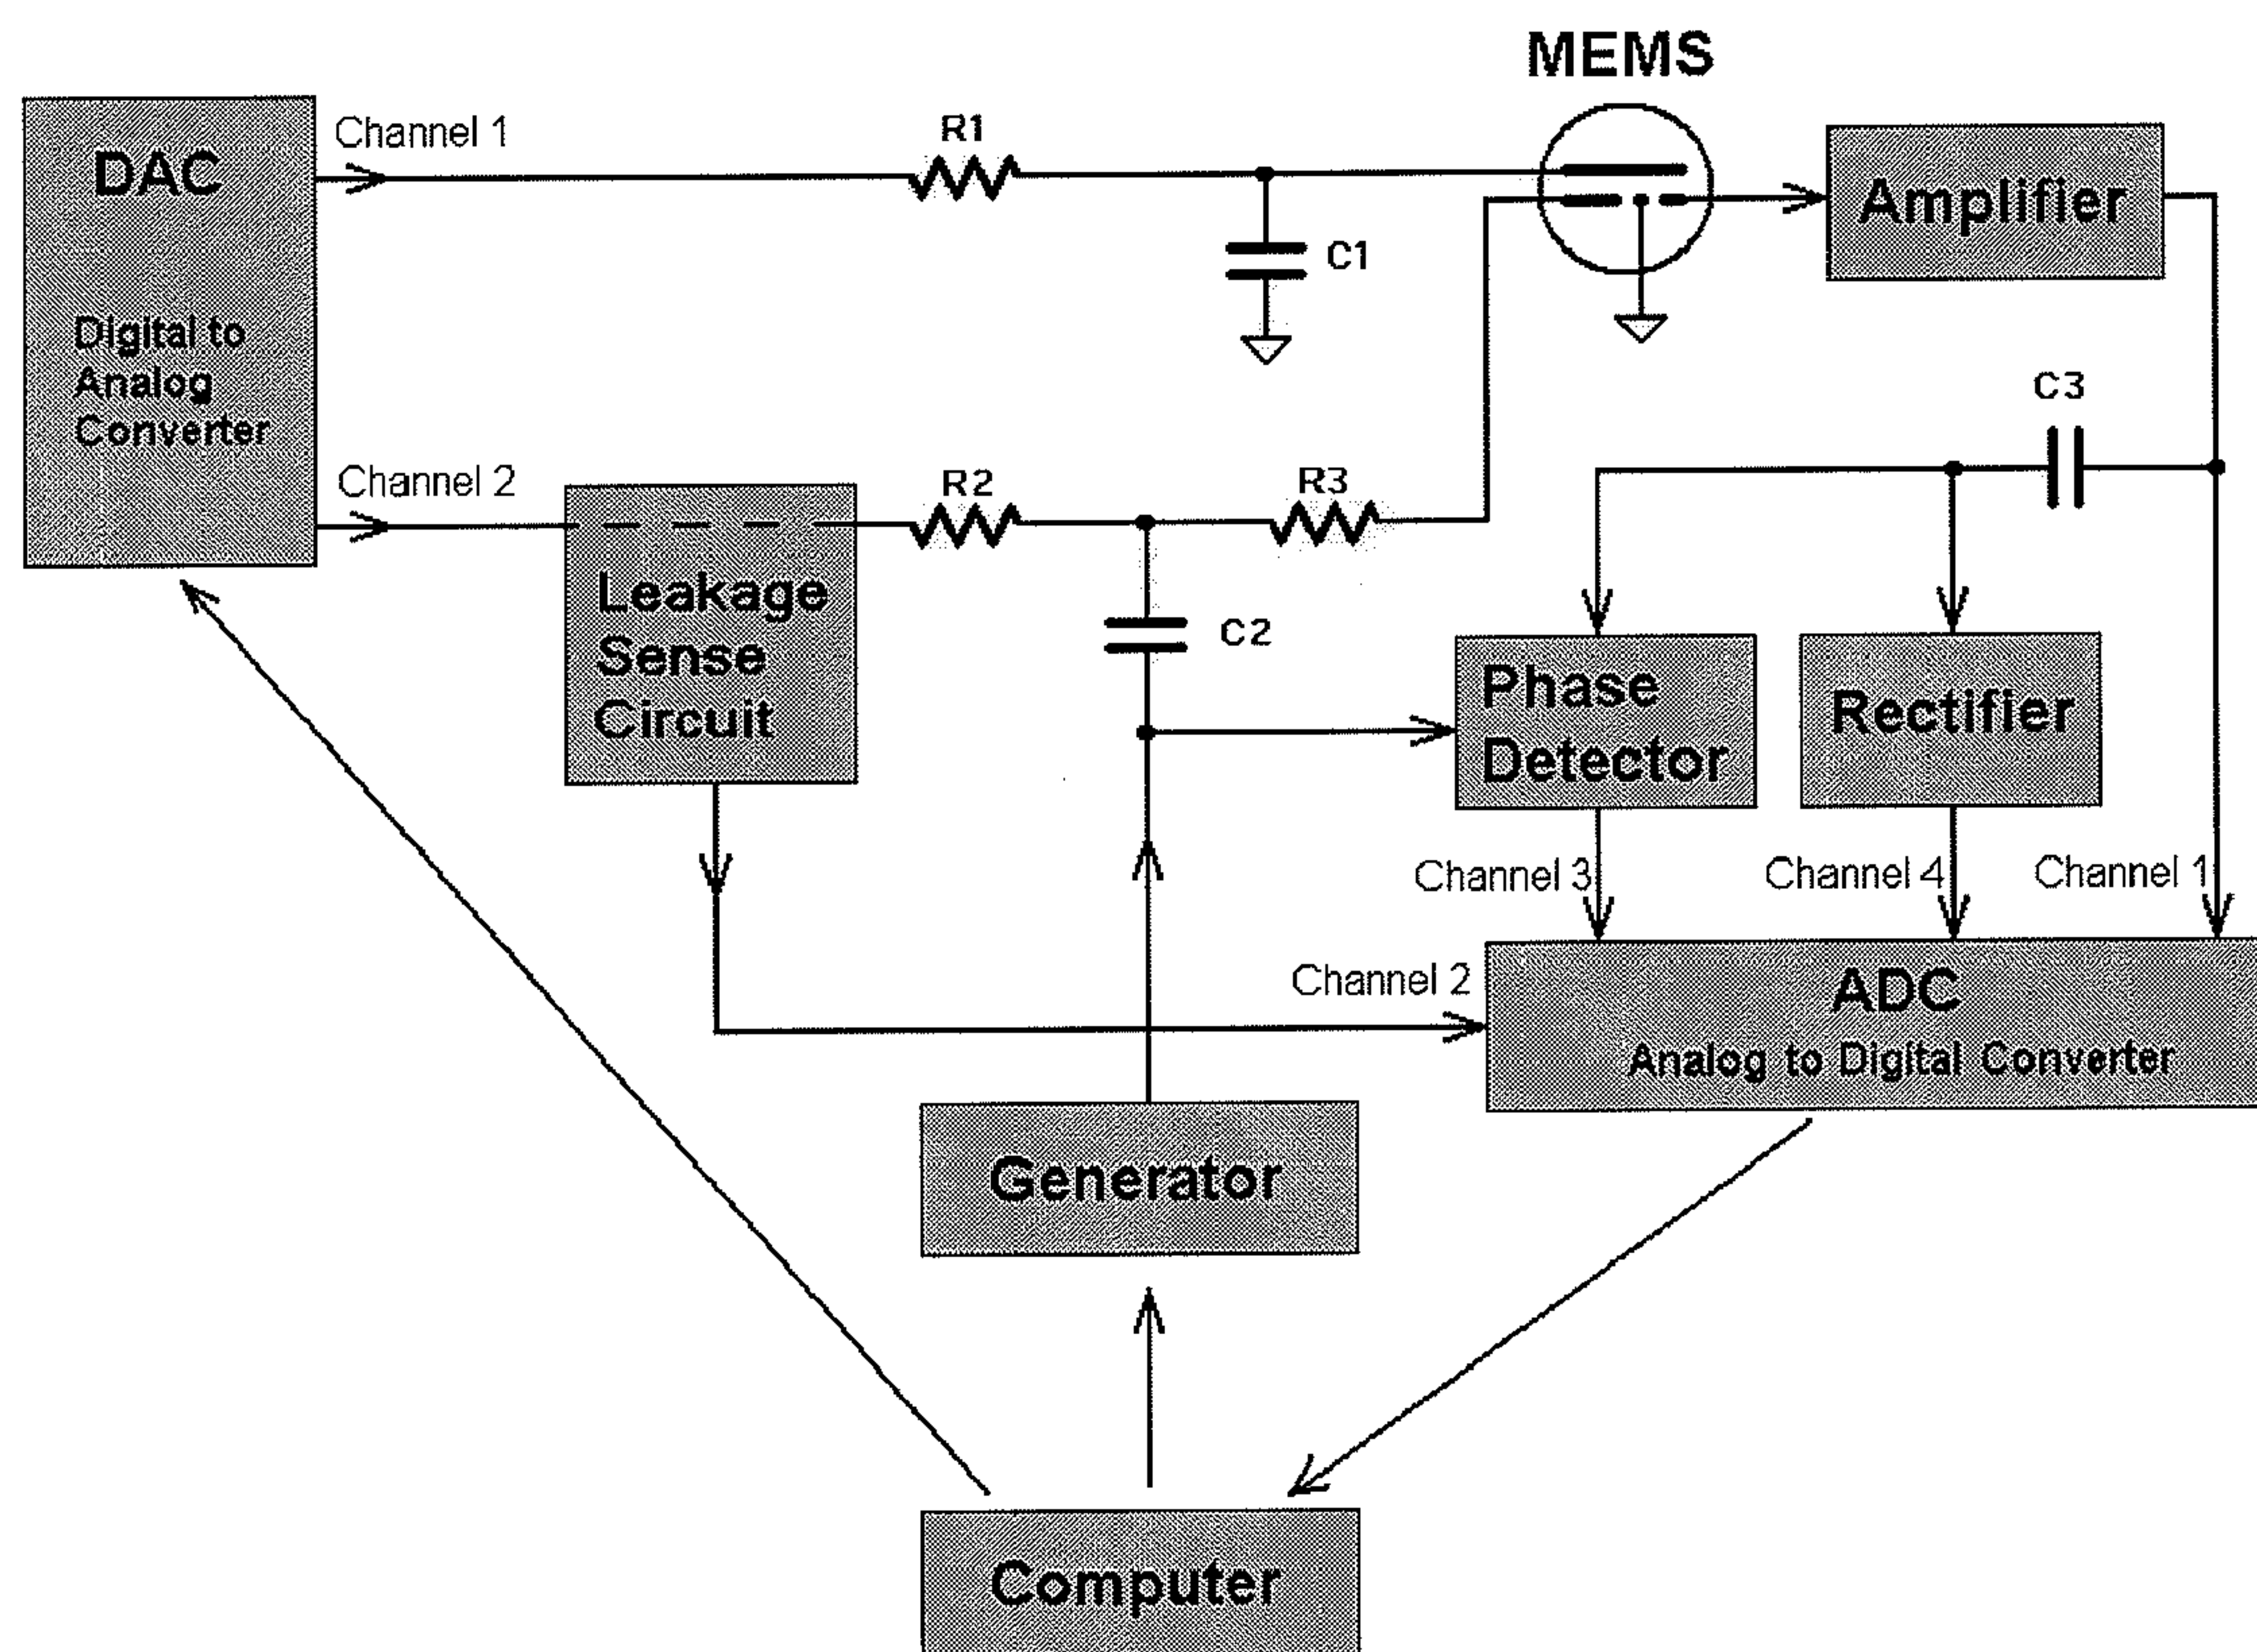 MEMS
DAC
Digital to
Analog
Converter
Channel 1
R1
C1
Amplifier
Channel 2
R2
R3
C3
Leakage
Sense
Circuit
C2
Phase
Detector
Rectifier
Channel 3
Channel 4
Channel 1
Channel 2
ADC
Analog to Digital Converter
Generator
Computer